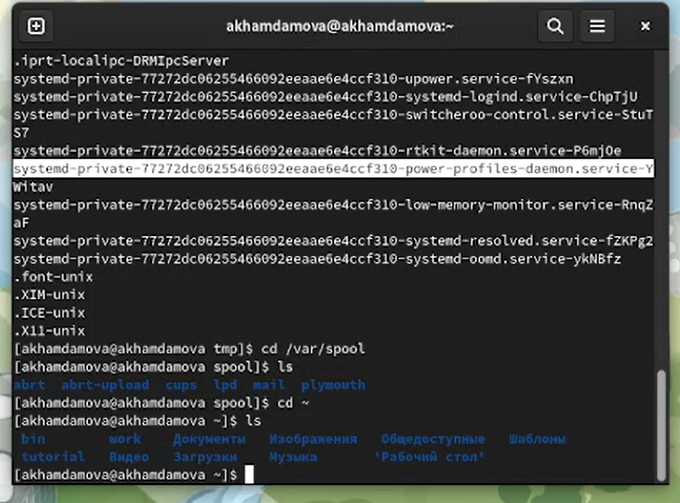 akhamdamova@akhamdamova:~
.iprt-localipc-DRMIpcServer
systemd-private-77272dc06255466092eeaae6e4ccf310-upower.service-fYszxn
systemd-private-77272dc06255466092eeaae6e4ccf310-systemd-logind.service-ChpTjU
systemd-private-77272dc06255466092eeaae6e4ccf310-switcheroo-control.service-StuT
S7
systemd-private-77272dc06255466092eeaae6e4ccf310-rtkit-daemon.service-P6mjOe
systemd-private-77272dc06255466092eeaae6e4ccf310-power-profiles-daemon.service-Y
Witav
systemd-private-77272dc06255466092eeaae6e4ccf310-low-memory-monitor.service-RnqZ
aF
systemd-private-77272dc06255466092eeaae6e4ccf310-systemd-resolved.service-fZKPg2
systemd-private-77272dc06255466092eeaae6e4ccf310-systemd-oomd.service-ykNBfz
.font-unix
.XIM-unix
.ICE-unix
.X11-unix
[akhamdamova@akhamdamova tmp]$ cd /var/spool
[akhamdamova@akhamdamova spool]$ ls
abrt abrt-upload cups lpd mail plymouth
[akhamdamova@akhamdamova spool]$ cd ~
[akhamdamova@akhamdamova ~]$ ls
bin work Документы Изображения Общедоступные Шаблоны
tutorial Видео Загрузки Музыка 'Рабочий стол'
[akhamdamova@akhamdamova ~]$